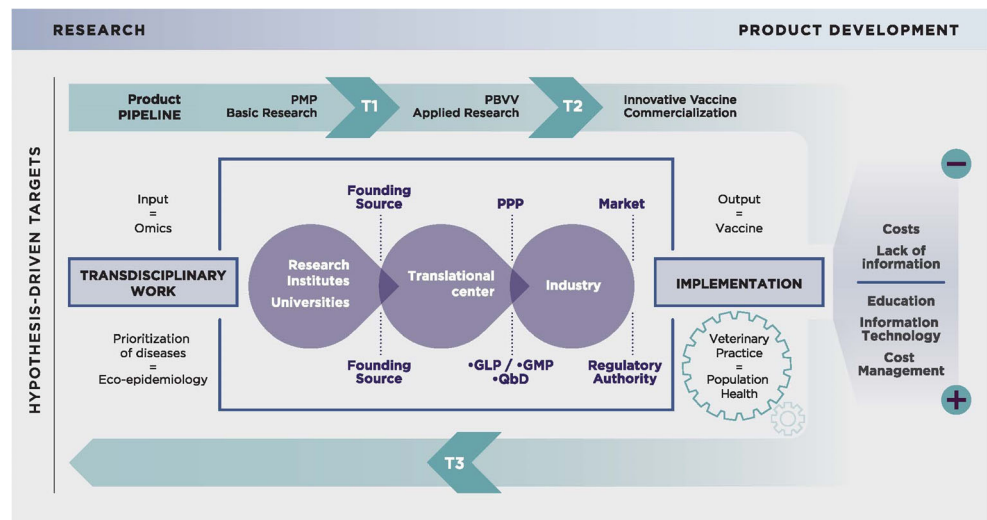 RESEARCH
PRODUCT DEVELOPMENT
HYPOTHESIS-DRIVEN TARGETS
Product
PIPELINE
PMP
Basic Research
T1
PBVV
Applied Research
T2
Innovative Vaccine
Commercialization
Input
=
Omics
TRANSDISCIPLINARY
WORK
Prioritization
of diseases
=
Eco-epidemiology
Founding
Source
PPP
Market
Research
Institutes
Universities
Translational
center
Industry
Founding
Source
•GLP / •GMP
•QbD
Regulatory
Authority
Output
=
Vaccine
IMPLEMENTATION
Veterinary
Practice
=
Population
Health
−
Costs
Lack of
information
Education
Information
Technology
Cost
Management
+
T3